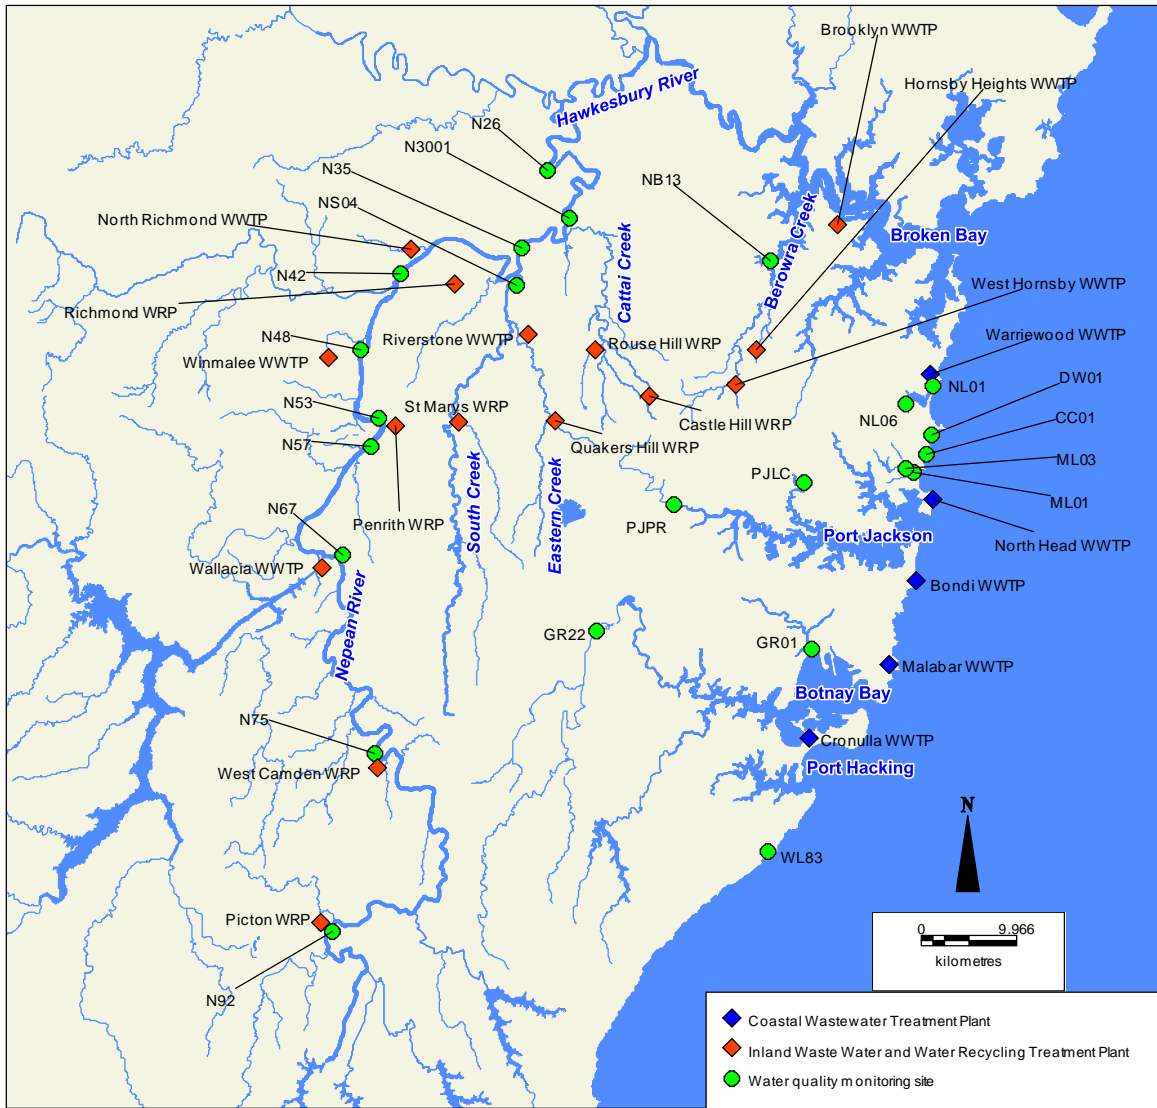 Brooklyn WWTP
Hawkesbury River
Hornsby Heights WWTP
N26
N3001
N35
NB13
NS04
North Richmond WWTP
Cattai Creek
Berowra Creek
Broken Bay
N42
West Hornsby WWTP
Richmond WRP
Warriewood WWTP
N48
Riverstone WWTP
Rouse Hill WRP
Winmalee WWTP
DW01
NL01
N53
St Marys WRP
NL06
CC01
Castle Hill WRP
N57
Quakers Hill WRP
ML03
PJLC
N67
Penrith WRP
South Creek
Eastern Creek
PJPR
ML01
Port Jackson
North Head WWTP
Wallacia WWTP
Bondi WWTP
Nepean River
GR22
GR01
Malabar WWTP
Botnay Bay
N75
Cronulla WWTP
West Camden WRP
Port Hacking
N
WL83
Picton WRP
0 9.966
kilometres
N92
Coastal Wastewater Treatment Plant
Inland Waste Water and Water Recycling Treatment Plant
Water quality monitoring site